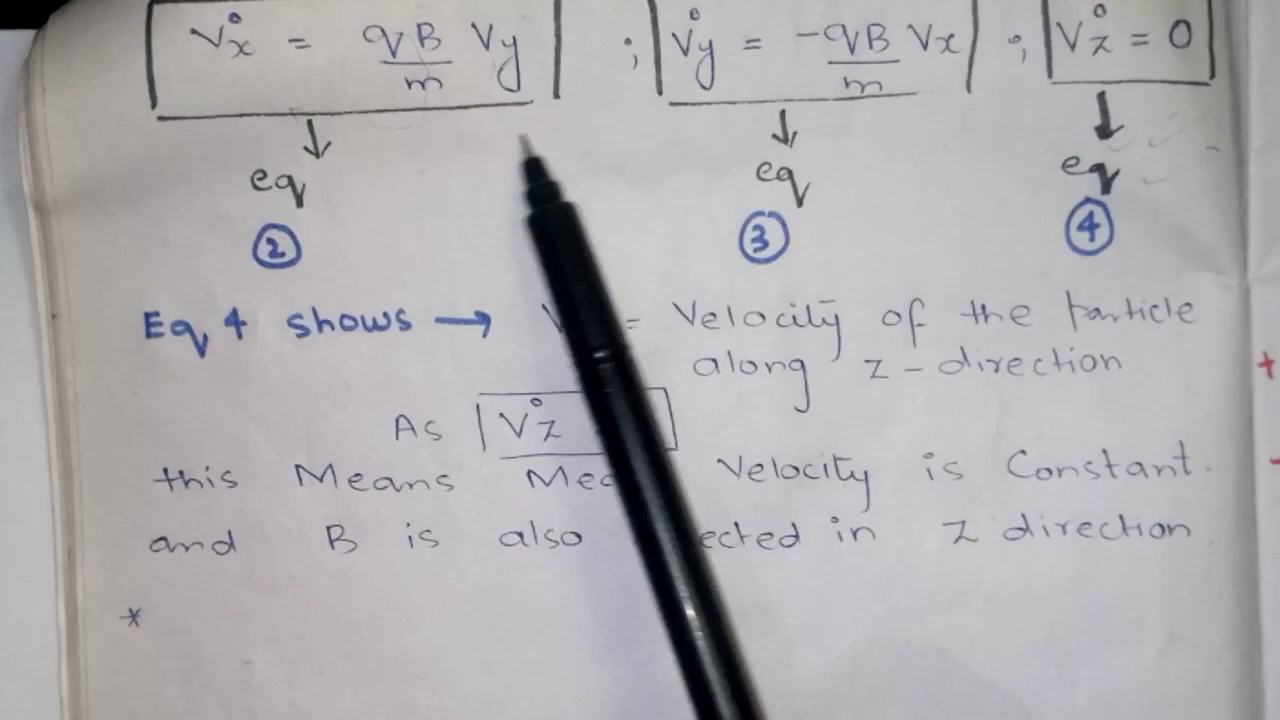 V̊x = qB/m Vy ; V̊y = -qB/m Vx ; V̊z = 0
↓ ↓ ↓
eq eq eq
② ③ ④
Eq 4 shows → V = Velocity of the particle
along z-direction
As V̊z
this Means Velocity is Constant.
and B is also in Z direction
*